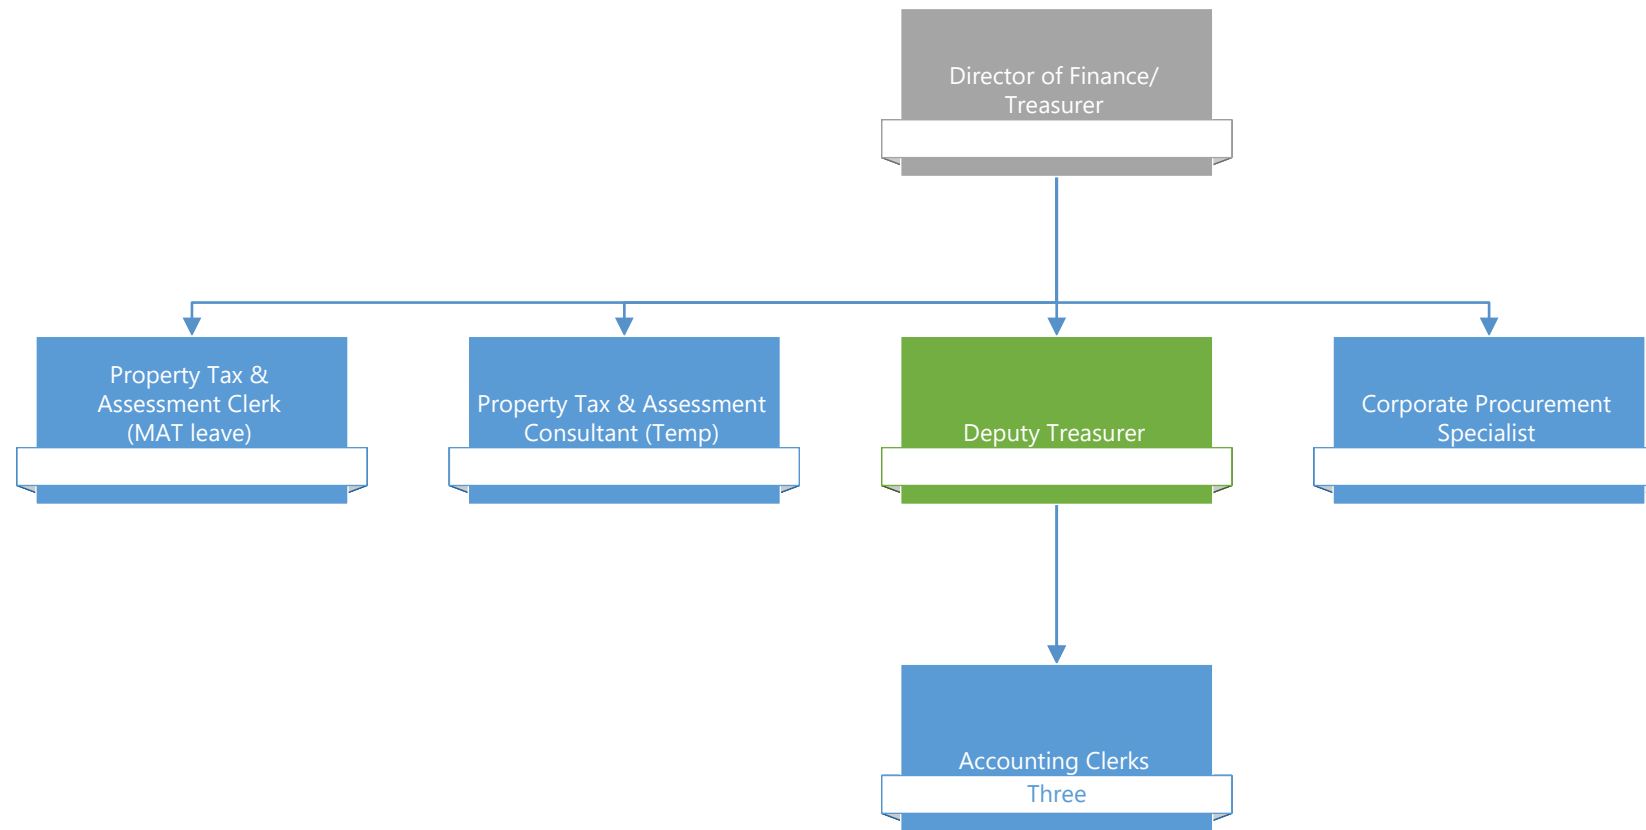 Director of Finance/
Treasurer
Property Tax &
Assessment Clerk
(MAT leave)
Property Tax & Assessment
Consultant (Temp)
Deputy Treasurer
Corporate Procurement
Specialist
Accounting Clerks
Three